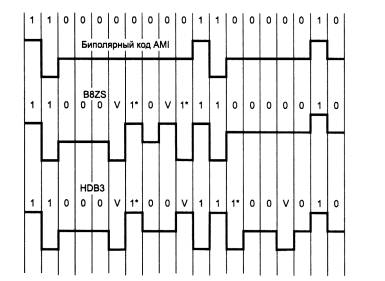 1 1 0 0 0 0 0 0 0 0 1 1 0 0 0 0 0 1 0
Биполярный код AMI
B8ZS
1 1 0 0 0 V 1* 0 V 1* 1 1 0 0 0 0 0 1 0
HDB3
1 1 0 0 0 V 1* 0 0 V 1 1 1* 0 0 V 0 1 0